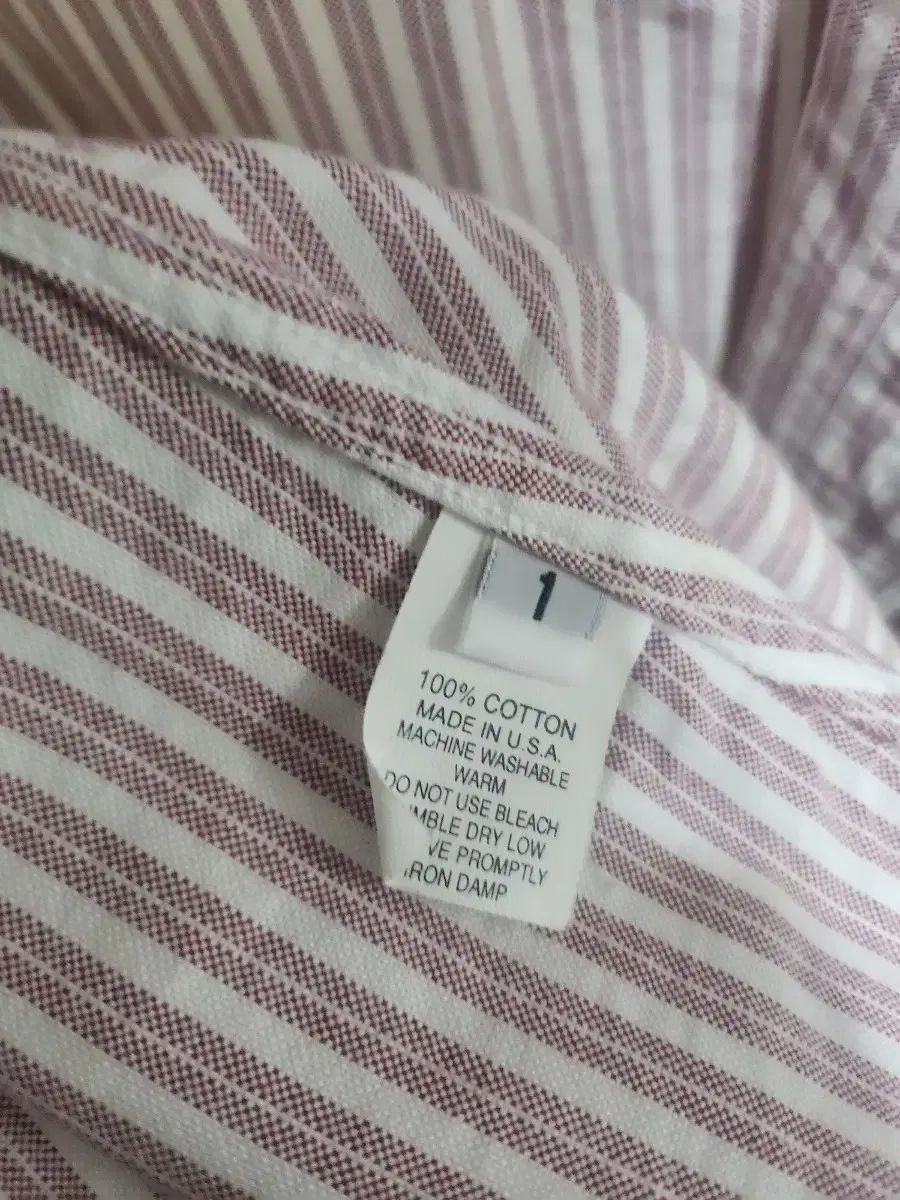 1
100% COTTON
MADE IN U.S.A.
MACHINE WASHABLE
WARM
DO NOT USE BLEACH
MBLE DRY LOW
VE PROMPTLY
IRON DAMP